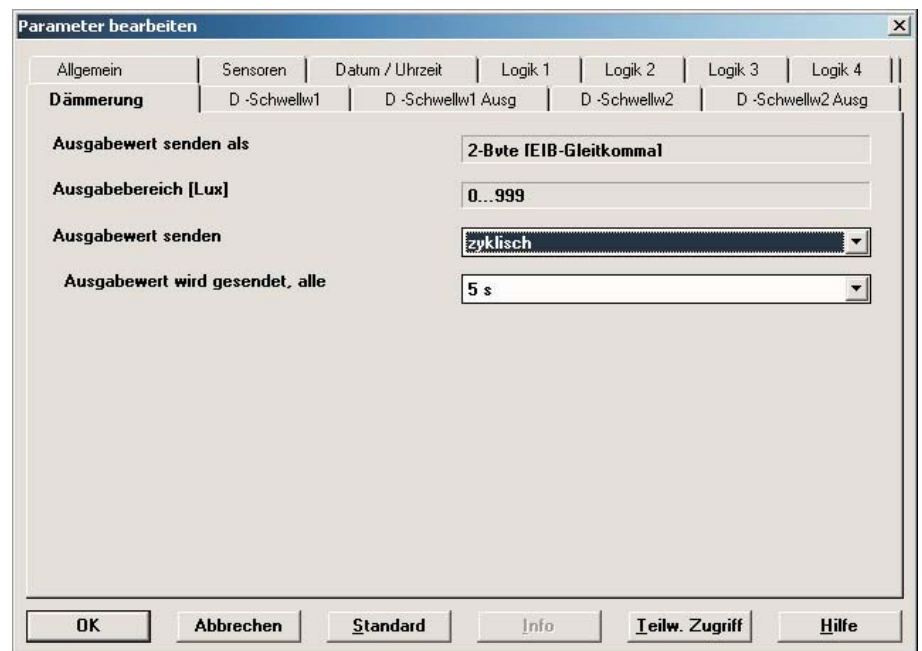 Parameter bearbeiten
Allgemein Sensoren Datum / Uhrzeit Logik 1 Logik 2 Logik 3 Logik 4
Dämmerung D -Schwellw1 D -Schwellw1 Ausg D -Schwellw2 D -Schwellw2 Ausg
Ausgabewert senden als 2-Byte [EIB-Gleitkomma]
Ausgabebereich [Lux] 0...999
Ausgabewert senden zyklisch
Ausgabewert wird gesendet, alle 5 s
OK Abbrechen Standard Info Teilw. Zugriff Hilfe